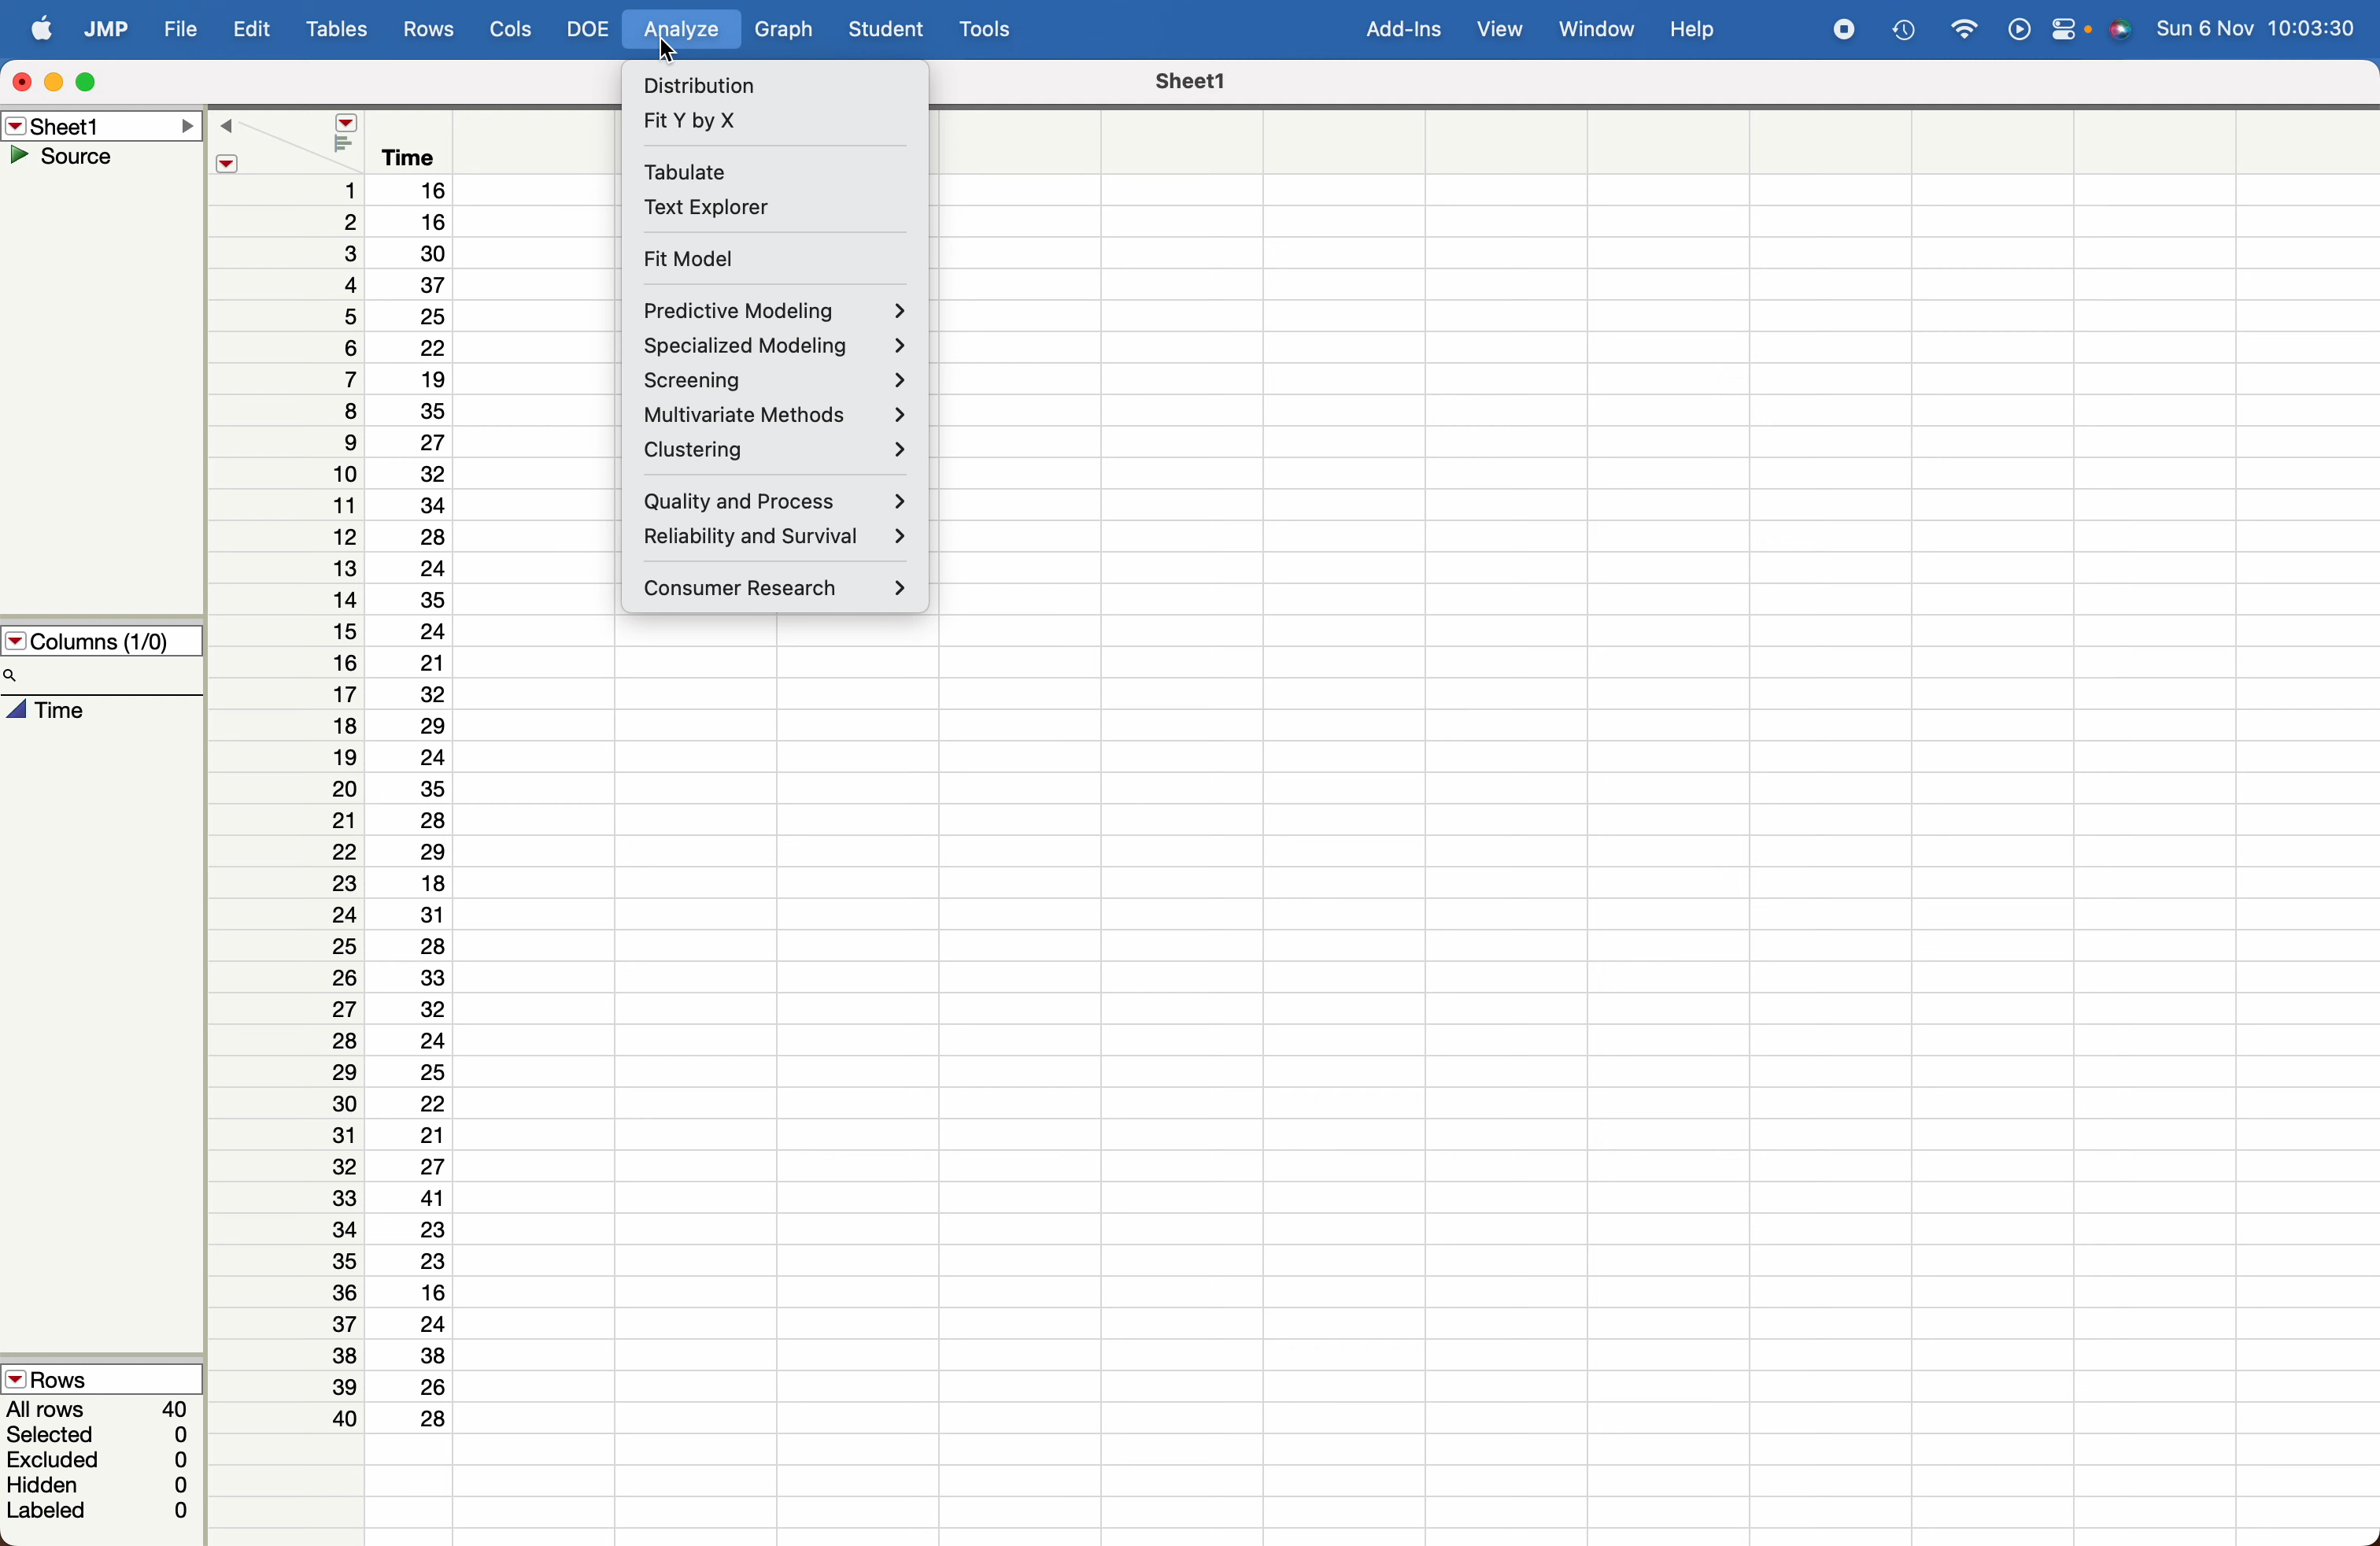 JMP File Edit Tables Rows Cols DOE Analyze Graph Student Tools Add-Ins View Window Help Sun 6 Nov 10:03:30
Sheet1
Sheet1
Source
Columns (1/0)
Time
Rows
All rows 40
Selected 0
Excluded 0
Hidden 0
Labeled 0
Time
1 16
2 16
3 30
4 37
5 25
6 22
7 19
8 35
9 27
10 32
11 34
12 28
13 24
14 35
15 24
16 21
17 32
18 29
19 24
20 35
21 28
22 29
23 18
24 31
25 28
26 33
27 32
28 24
29 25
30 22
31 21
32 27
33 41
34 23
35 23
36 16
37 24
38 38
39 26
40 28
Distribution
Fit Y by X
Tabulate
Text Explorer
Fit Model
Predictive Modeling
Specialized Modeling
Screening
Multivariate Methods
Clustering
Quality and Process
Reliability and Survival
Consumer Research